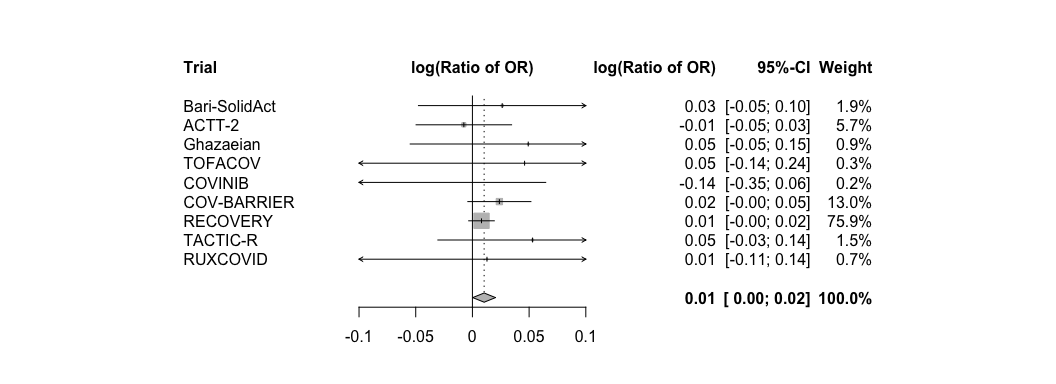 Trial log(Ratio of OR) log(Ratio of OR) 95%-CI Weight
Bari-SolidAct 0.03 [-0.05; 0.10] 1.9%
ACTT-2 -0.01 [-0.05; 0.03] 5.7%
Ghazaeian 0.05 [-0.05; 0.15] 0.9%
TOFACOV 0.05 [-0.14; 0.24] 0.3%
COVINIB -0.14 [-0.35; 0.06] 0.2%
COV-BARRIER 0.02 [-0.00; 0.05] 13.0%
RECOVERY 0.01 [-0.00; 0.02] 75.9%
TACTIC-R 0.05 [-0.03; 0.14] 1.5%
RUXCOVID 0.01 [-0.11; 0.14] 0.7%
0.01 [ 0.00; 0.02] 100.0%
-0.1 -0.05 0 0.05 0.1